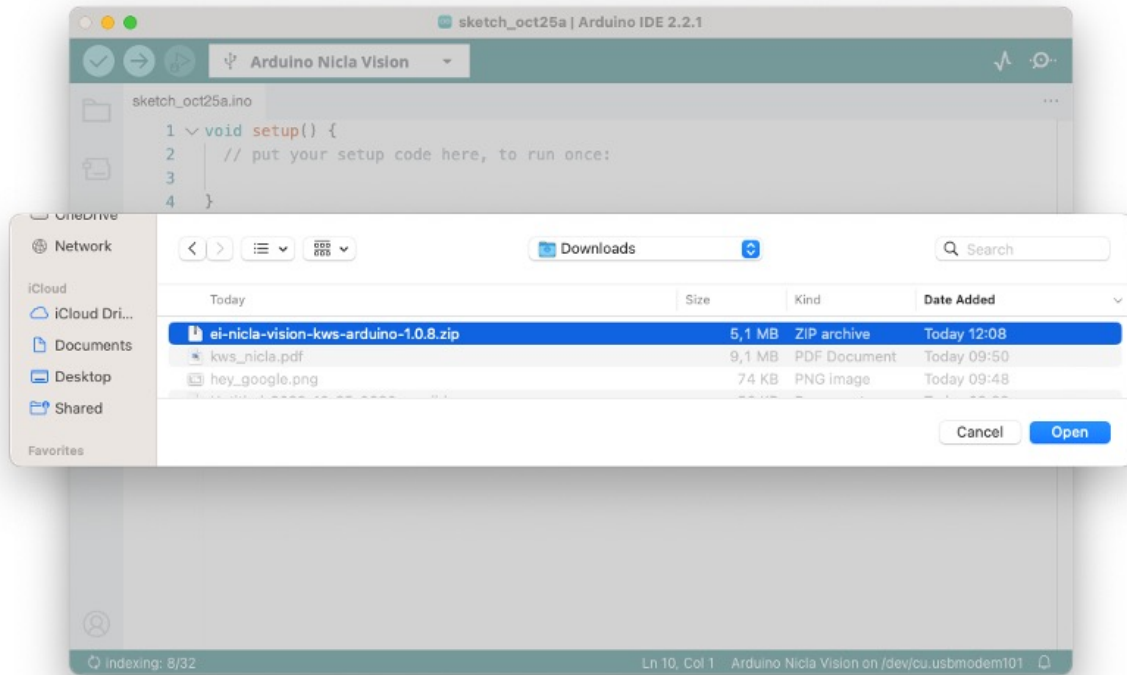 sketch_oct25a | Arduino IDE 2.2.1
Arduino Nicla Vision
sketch_oct25a.ino
1 void setup() {
2 // put your setup code here, to run once:
3
4 }
OneDrive
Network
Downloads
Search
iCloud
Today Size Kind Date Added
iCloud Dri...
ei-nicla-vision-kws-arduino-1.0.8.zip 5,1 MB ZIP archive Today 12:08
Documents
kws_nicla.pdf 9,1 MB PDF Document Today 09:50
Desktop
hey_google.png 74 KB PNG image Today 09:48
Shared
Cancel Open
Favorites
indexing: 8/32 Ln 10, Col 1 Arduino Nicla Vision on /dev/cu.usbmodem101